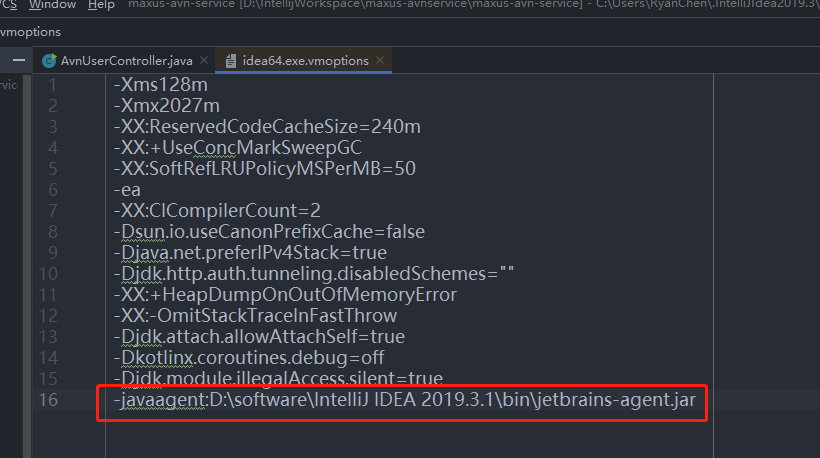 VCS Window Help maxus-avn-service [D:\IntellijWorkspace\maxus-avnservice\maxus-avn-service] - C:\Users\RyanChen\.IntelliJIdea2019.3\
vmoptions
AvnUserController.java × idea64.exe.vmoptions ×
1 -Xms128m
2 -Xmx2027m
3 -XX:ReservedCodeCacheSize=240m
4 -XX:+UseConcMarkSweepGC
5 -XX:SoftRefLRUPolicyMSPerMB=50
6 -ea
7 -XX:CICompilerCount=2
8 -Dsun.io.useCanonPrefixCache=false
9 -Djava.net.preferIPv4Stack=true
10 -Djdk.http.auth.tunneling.disabledSchemes=""
11 -XX:+HeapDumpOnOutOfMemoryError
12 -XX:-OmitStackTraceInFastThrow
13 -Djdk.attach.allowAttachSelf=true
14 -Dkotlinx.coroutines.debug=off
15 -Djdk.module.illegalAccess.silent=true
16 -javaagent:D:\software\IntelliJ IDEA 2019.3.1\bin\jetbrains-agent.jar